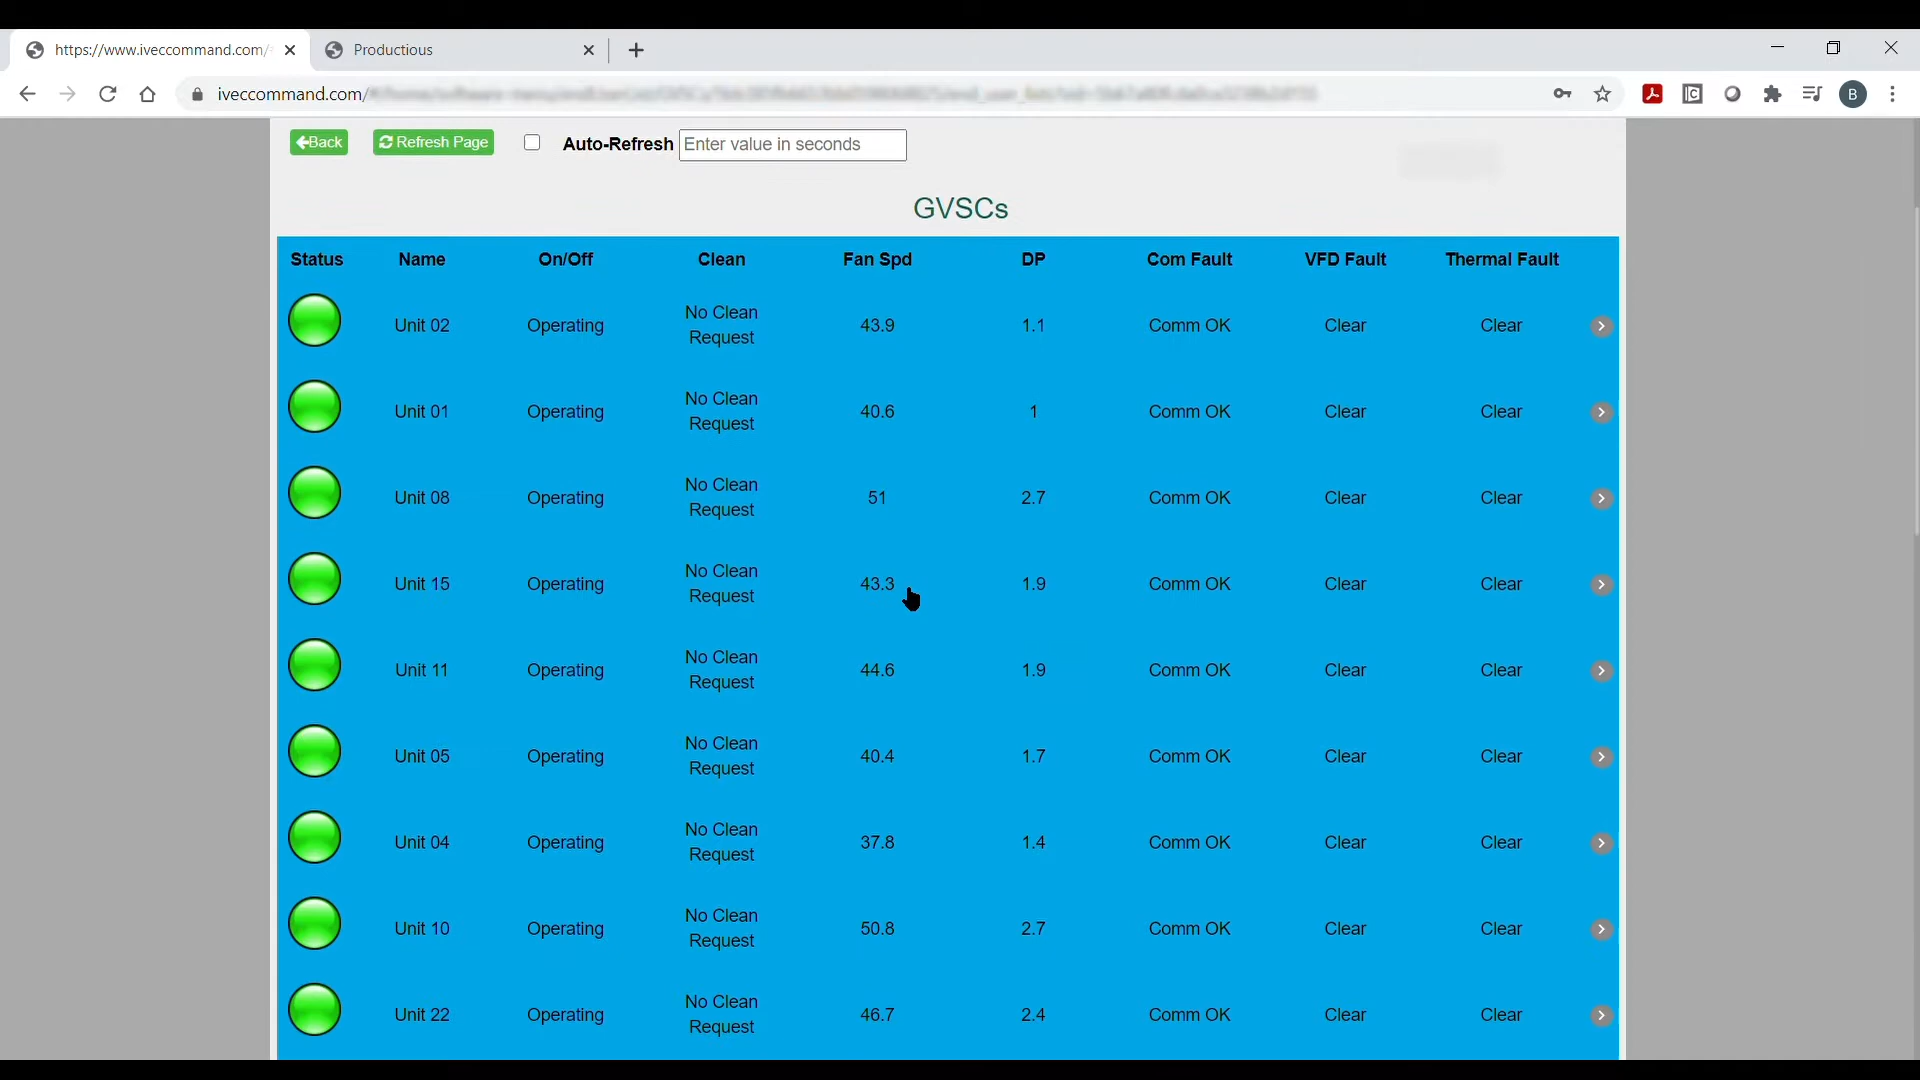 https://www.iveccommand.com/
Productious
iveccommand.com/
B
Back
Refresh Page
Auto-Refresh
Enter value in seconds
GVSCs
Status Name On/Off Clean Fan Spd DP Com Fault VFD Fault Thermal Fault
Unit 02 Operating No Clean Request 43.9 1.1 Comm OK Clear Clear
Unit 01 Operating No Clean Request 40.6 1 Comm OK Clear Clear
Unit 08 Operating No Clean Request 51 2.7 Comm OK Clear Clear
Unit 15 Operating No Clean Request 43.3 1.9 Comm OK Clear Clear
Unit 11 Operating No Clean Request 44.6 1.9 Comm OK Clear Clear
Unit 05 Operating No Clean Request 40.4 1.7 Comm OK Clear Clear
Unit 04 Operating No Clean Request 37.8 1.4 Comm OK Clear Clear
Unit 10 Operating No Clean Request 50.8 2.7 Comm OK Clear Clear
Unit 22 Operating No Clean Request 46.7 2.4 Comm OK Clear Clear